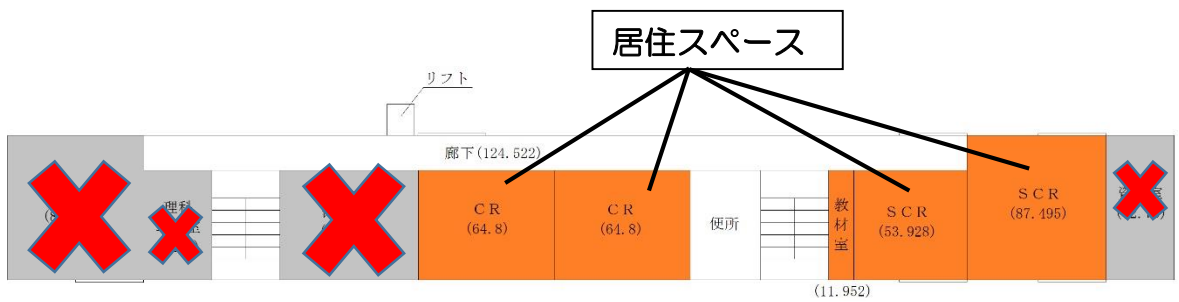 居住スペース
リフト
廊下(124.522)
理科
CR
(64.8)
CR
(64.8)
便所
教材室
SCR
(53.928)
SCR
(87.495)
(11.952)